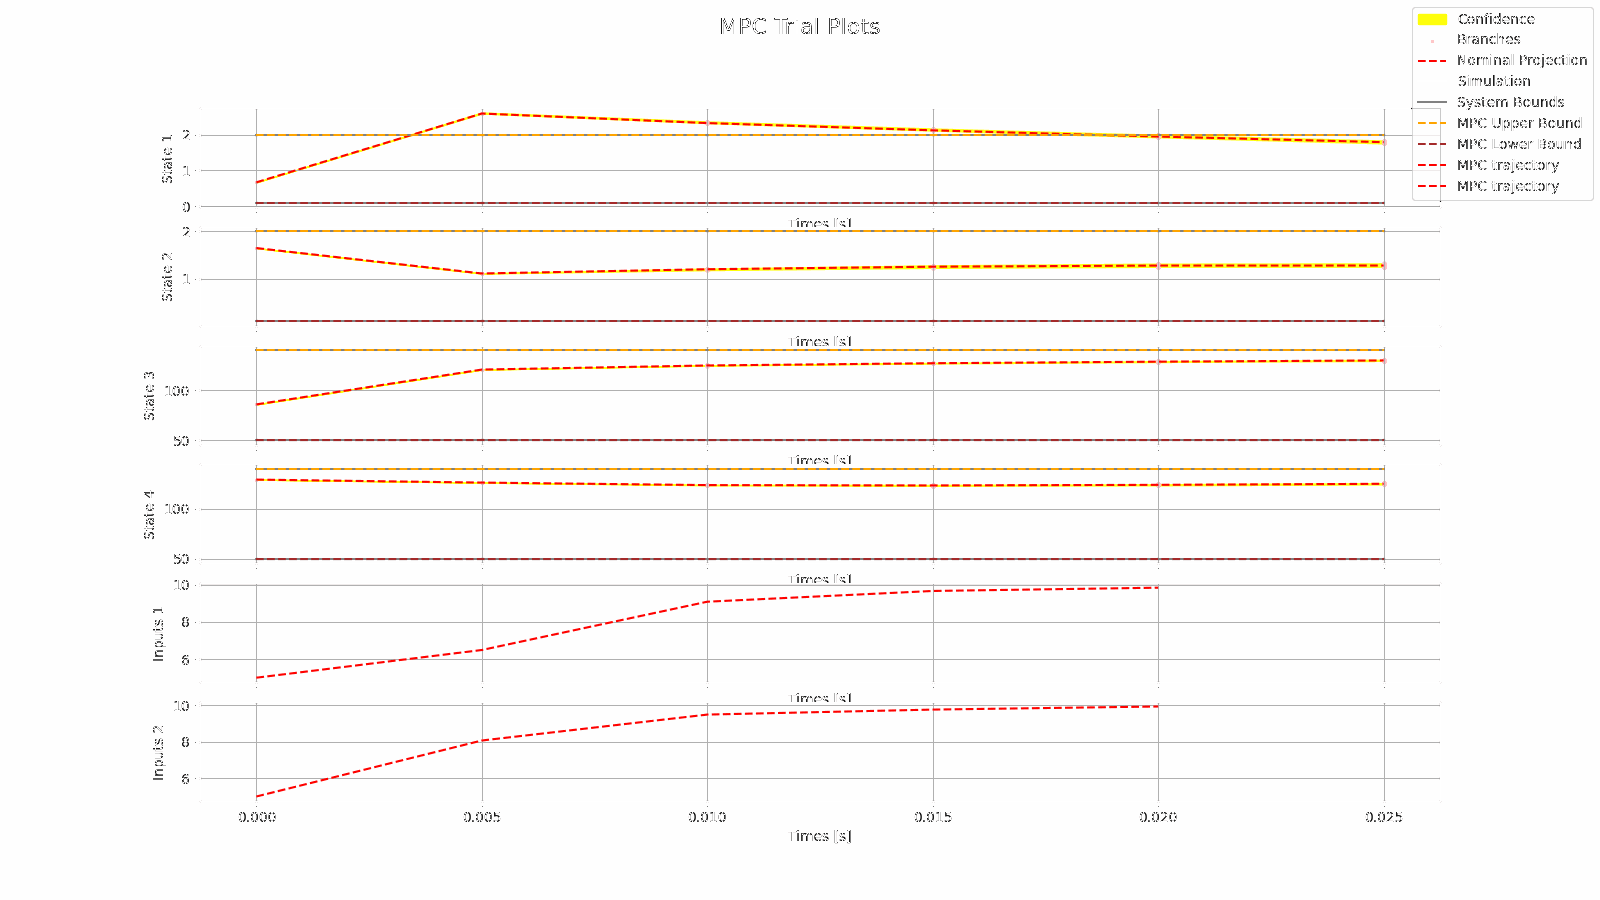 MPC Trial Plots
Confidence
Branches
Nominal Projection
Simulation
System Bounds
MPC Upper Bound
MPC Lower Bound
MPC trajectory
MPC trajectory
State 1
2
1
0
Times [s]
State 2
2
1
Times [s]
State 3
100
50
Times [s]
State 4
100
50
Times [s]
Inputs 1
10
8
6
Times [s]
Inputs 2
10
8
6
0.000 0.005 0.010 0.015 0.020 0.025
Times [s]